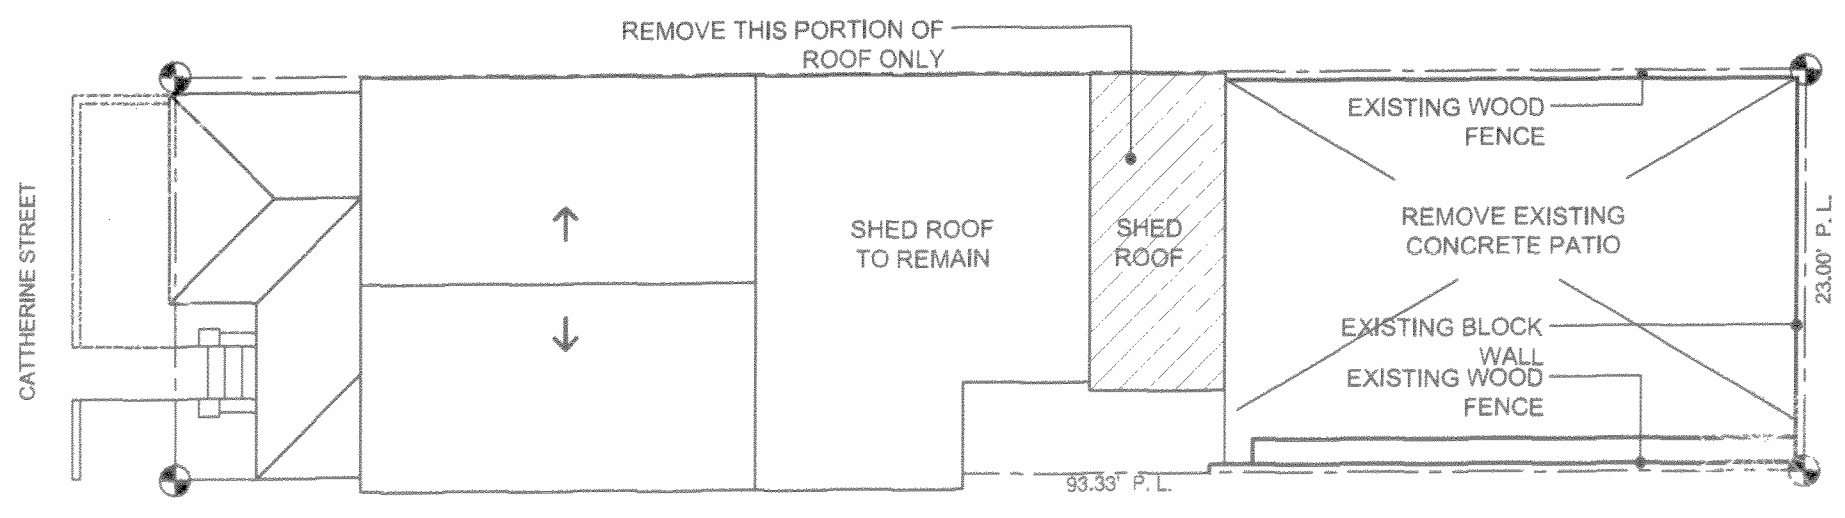 REMOVE THIS PORTION OF
ROOF ONLY
EXISTING WOOD
FENCE
CATTHERINE STREET
SHED ROOF
TO REMAIN
SHED
ROOF
REMOVE EXISTING
CONCRETE PATIO
23.00' P. L.
EXISTING BLOCK
WALL
EXISTING WOOD
FENCE
93.33' P. L.